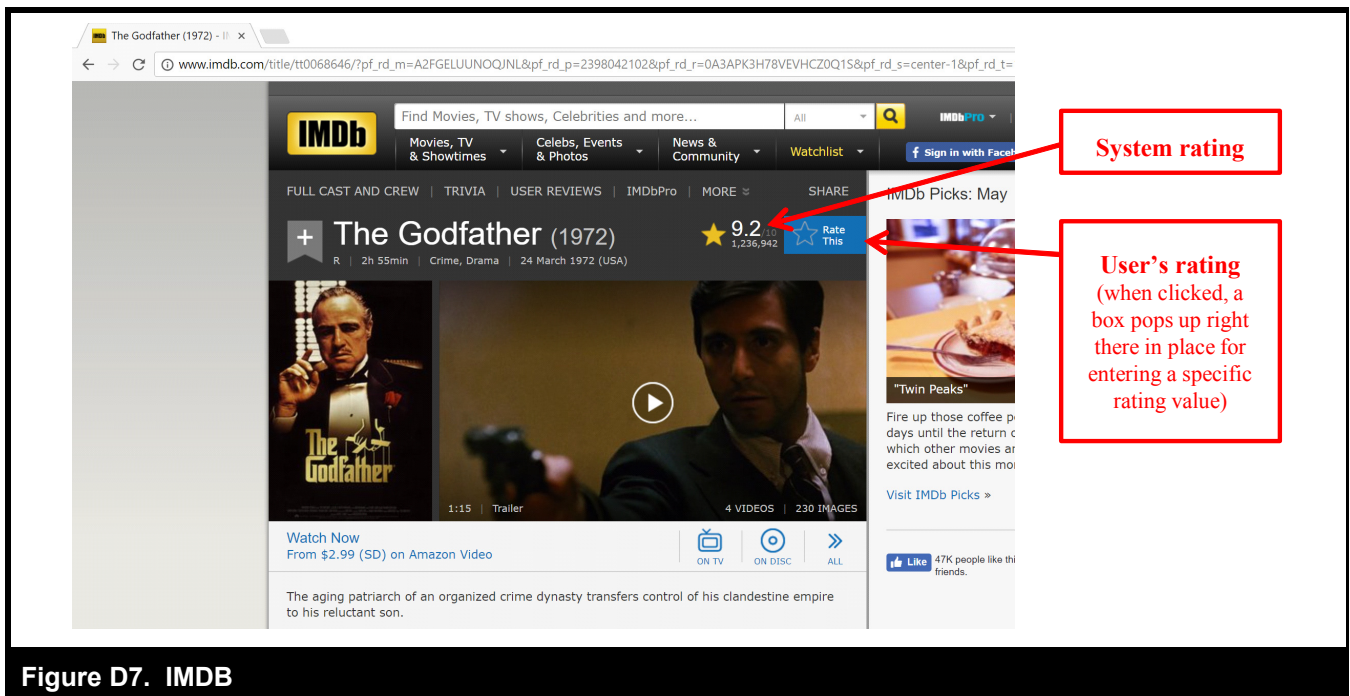 The Godfather (1972) - I
www.imdb.com/title/tt0068646/?pf_rd_m=A2FGELUUNOQJNL&pf_rd_p=2398042102&pf_rd_r=0A3APK3H78VEVHCZ0Q1S&pf_rd_s=center-1&pf_rd_t=
IMDb
Find Movies, TV shows, Celebrities and more...
All
IMDbPro
Movies, TV
& Showtimes
Celebs, Events
& Photos
News &
Community
Watchlist
f Sign in with Faceb
FULL CAST AND CREW | TRIVIA | USER REVIEWS | IMDbPro | MORE
SHARE
The Godfather (1972)
R | 2h 55min | Crime, Drama | 24 March 1972 (USA)
9.2/10
1,236,942
Rate
This
The
Godfather
1:15 | Trailer
4 VIDEOS | 230 IMAGES
Watch Now
From $2.99 (SD) on Amazon Video
ON TV
ON DISC
ALL
The aging patriarch of an organized crime dynasty transfers control of his clandestine empire
to his reluctant son.
IMDb Picks: May
"Twin Peaks"
Fire up those coffee p
days until the return
which other movies a
excited about this mo
Visit IMDb Picks »
Like
47K people like thi
friends.
System rating
User's rating
(when clicked, a
box pops up right
there in place for
entering a specific
rating value)
Figure D7. IMDB